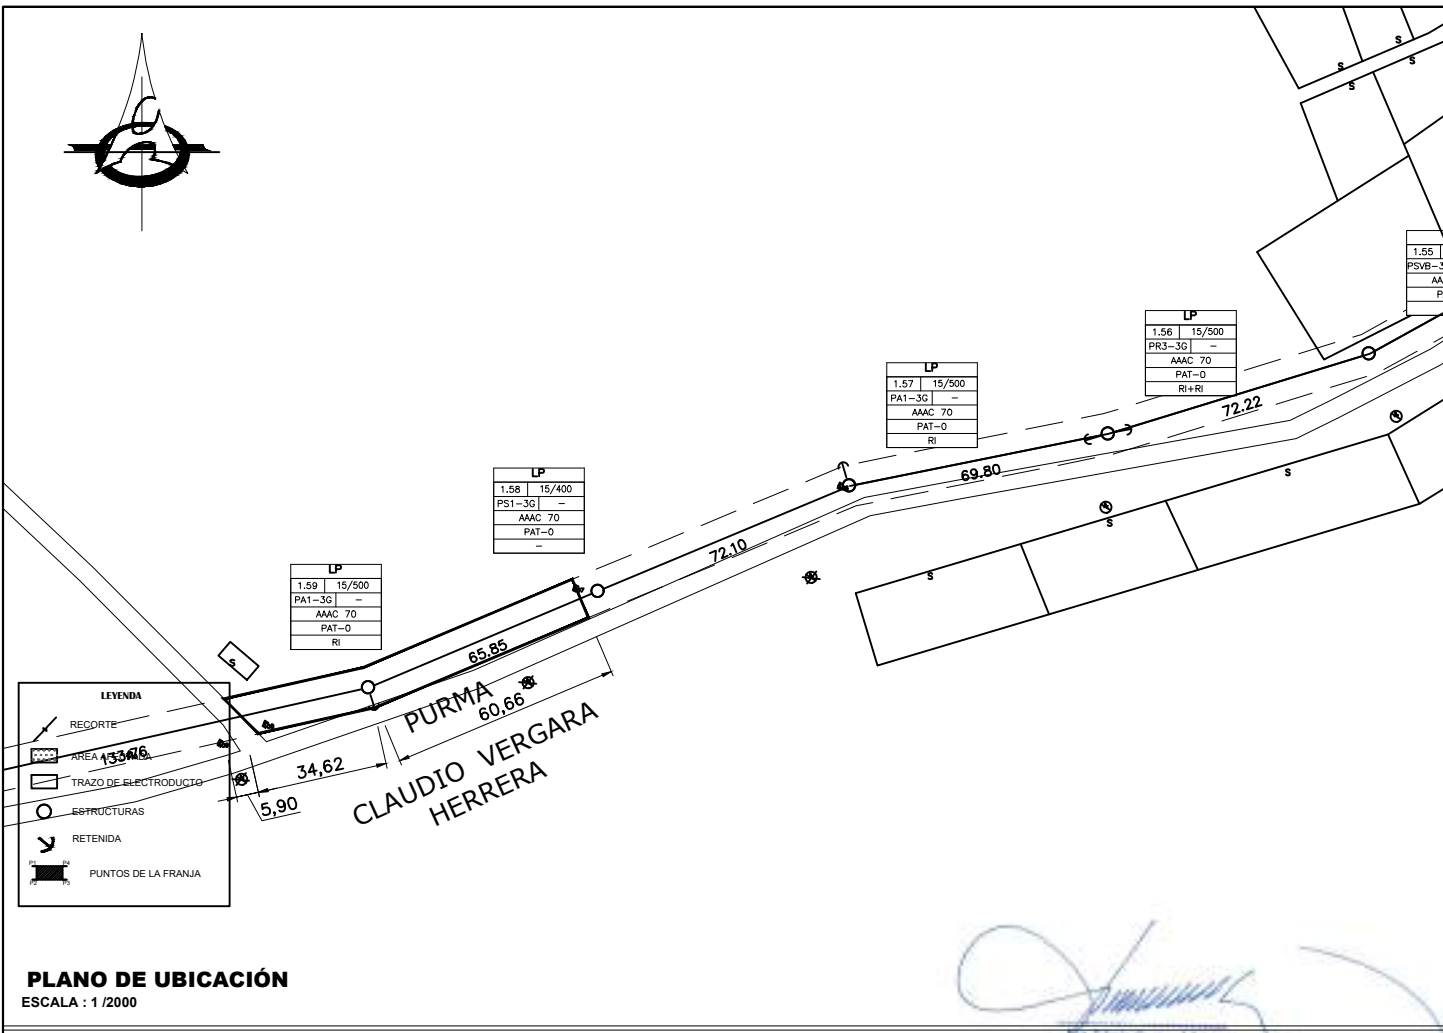 S
S
S
S
LP
1.55
LP
1.56 15/500
PR3-3G -
AAAC 70
PAT-0
RI+RI
LP
1.57 15/500
PA1-3G -
AAAC 70
PAT-0
RI
72.22
69.80
S
S
S
LP
1.58 15/400
PS1-3G -
AAAC 70
PAT-0
-
72.10
LP
1.59 15/500
PA1-3G -
AAAC 70
PAT-0
RI
65.85
S
PURMA
60,66
CLAUDIO VERGARA
HERRERA
34,62
5,90
LEYENDA
RECORTE
AREA AFECTADA
133.76
TRAZO DE ELECTRODUCTO
ESTRUCTURAS
RETENIDA
P1 P4
P2 P3
PUNTOS DE LA FRANJA
PLANO DE UBICACIÓN
ESCALA : 1 /2000